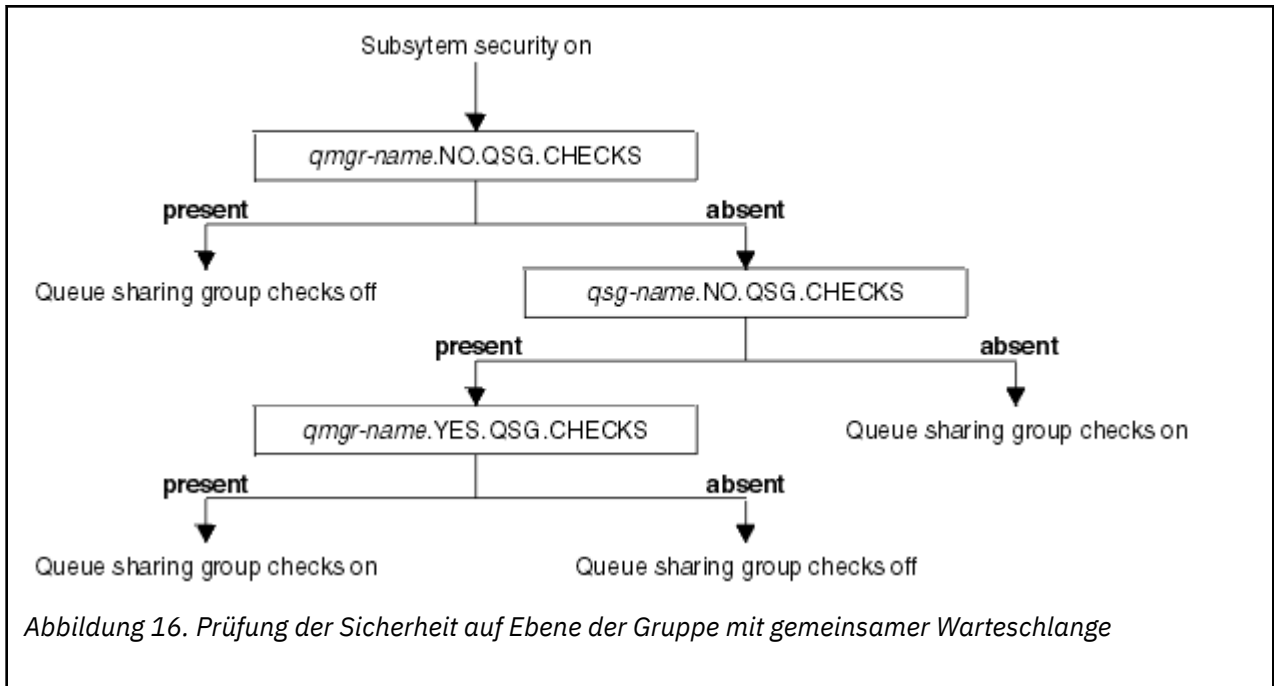 Subsytem security on
qmgr-name.NO.QSG.CHECKS
present absent
Queue sharing group checks off
qsg-name.NO.QSG.CHECKS
present absent
qmgr-name.YES.QSG.CHECKS
Queue sharing group checks on
present absent
Queue sharing group checks on
Queue sharing group checks off
Abbildung 16. Prüfung der Sicherheit auf Ebene der Gruppe mit gemeinsamer Warteschlange